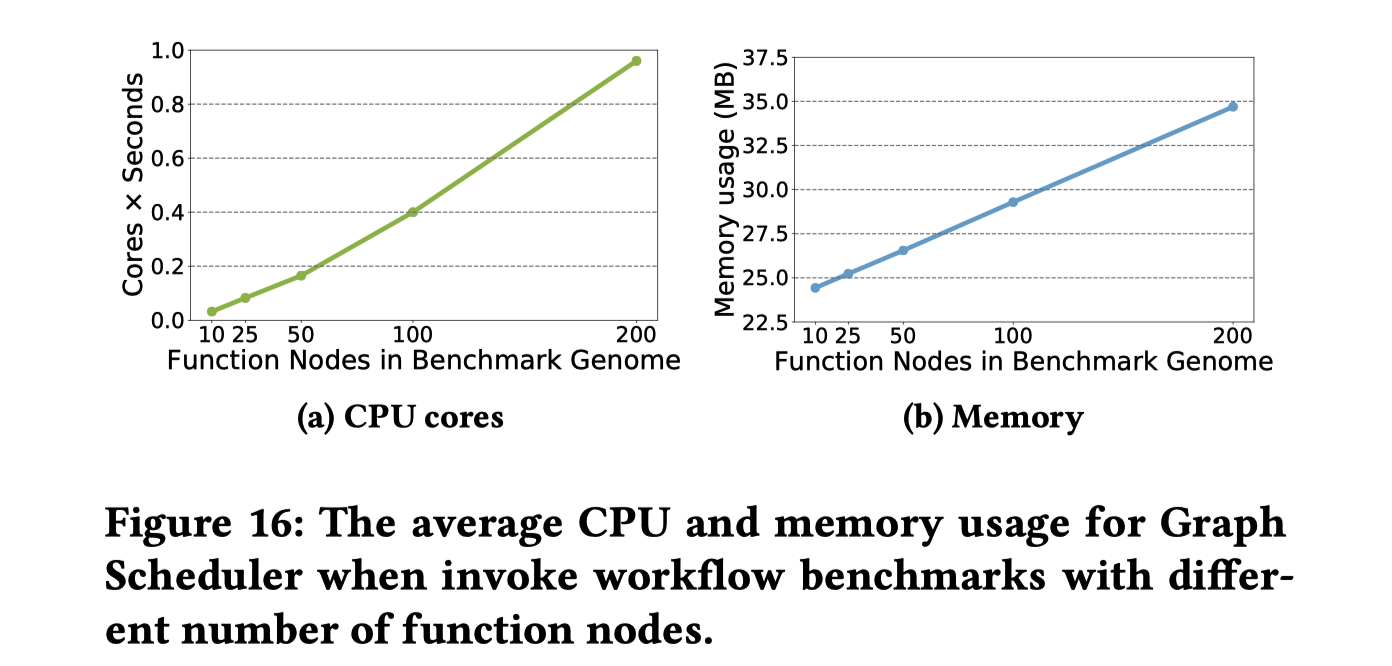 1.0
0.8
0.6
0.4
0.2
0.0
Cores × Seconds
10 25 50 100 200
Function Nodes in Benchmark Genome
(a) CPU cores
37.5
35.0
32.5
30.0
27.5
25.0
22.5
Memory usage (MB)
10 25 50 100 200
Function Nodes in Benchmark Genome
(b) Memory
Figure 16: The average CPU and memory usage for Graph
Scheduler when invoke workflow benchmarks with differ-
ent number of function nodes.